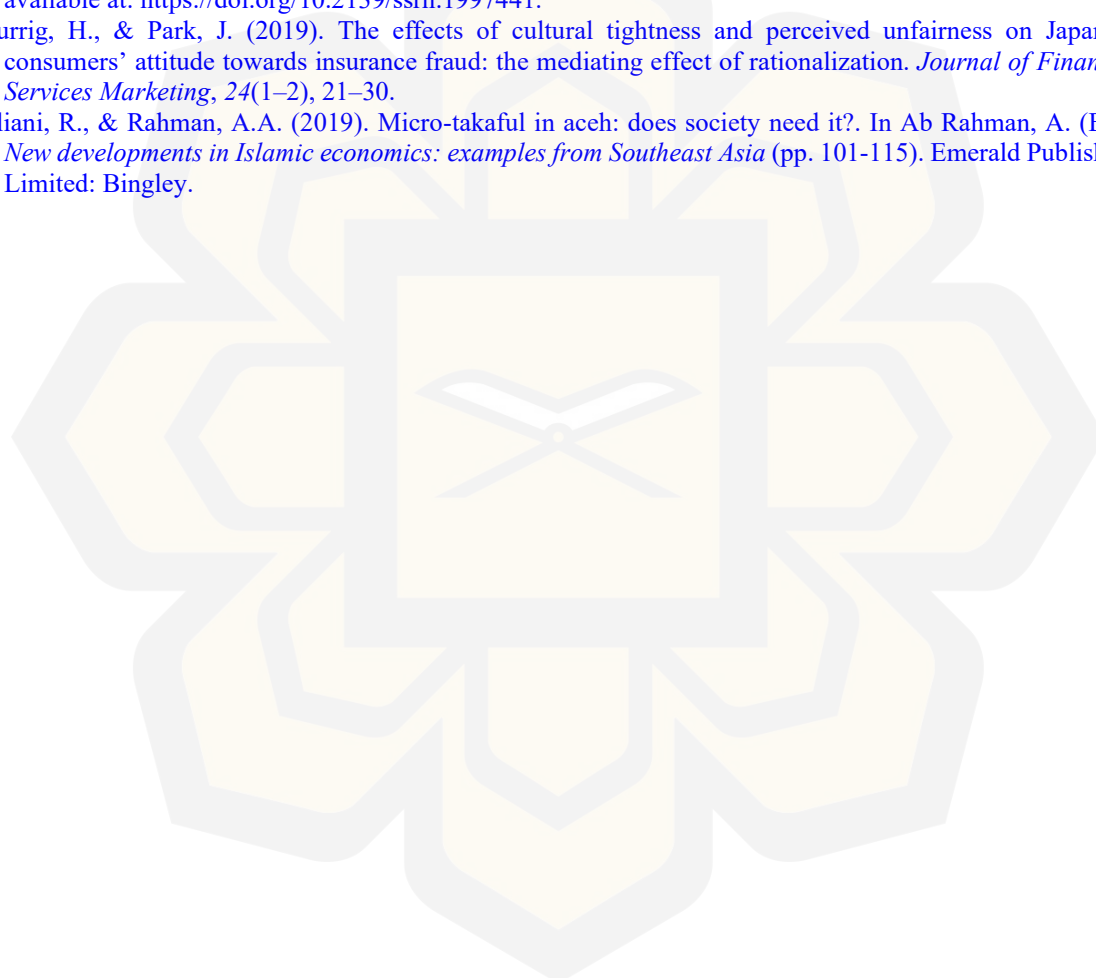 available at: https://doi.org/10.2139/ssrn.1997441.
urrig, H., & Park, J. (2019). The effects of cultural tightness and perceived unfairness on Japan
consumers’ attitude towards insurance fraud: the mediating effect of rationalization. Journal of Finan
Services Marketing, 24(1–2), 21–30.
liani, R., & Rahman, A.A. (2019). Micro-takaful in aceh: does society need it?. In Ab Rahman, A. (E
New developments in Islamic economics: examples from Southeast Asia (pp. 101-115). Emerald Publish
Limited: Bingley.